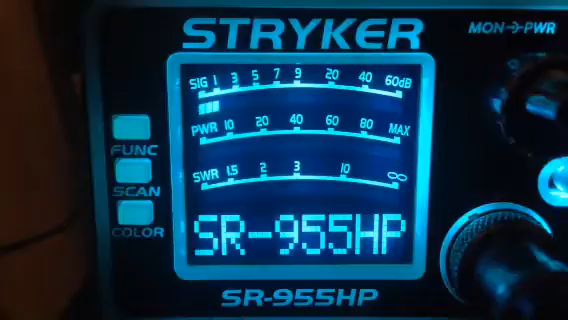 STRYKER
MON→PWR
SIG 1 3 5 7 9 20 40 60dB
PWR 10 20 40 60 80 MAX
SWR 1.5 2 3 10 ∞
FUNC
SCAN
COLOR
SR-955HP
SR-955HP